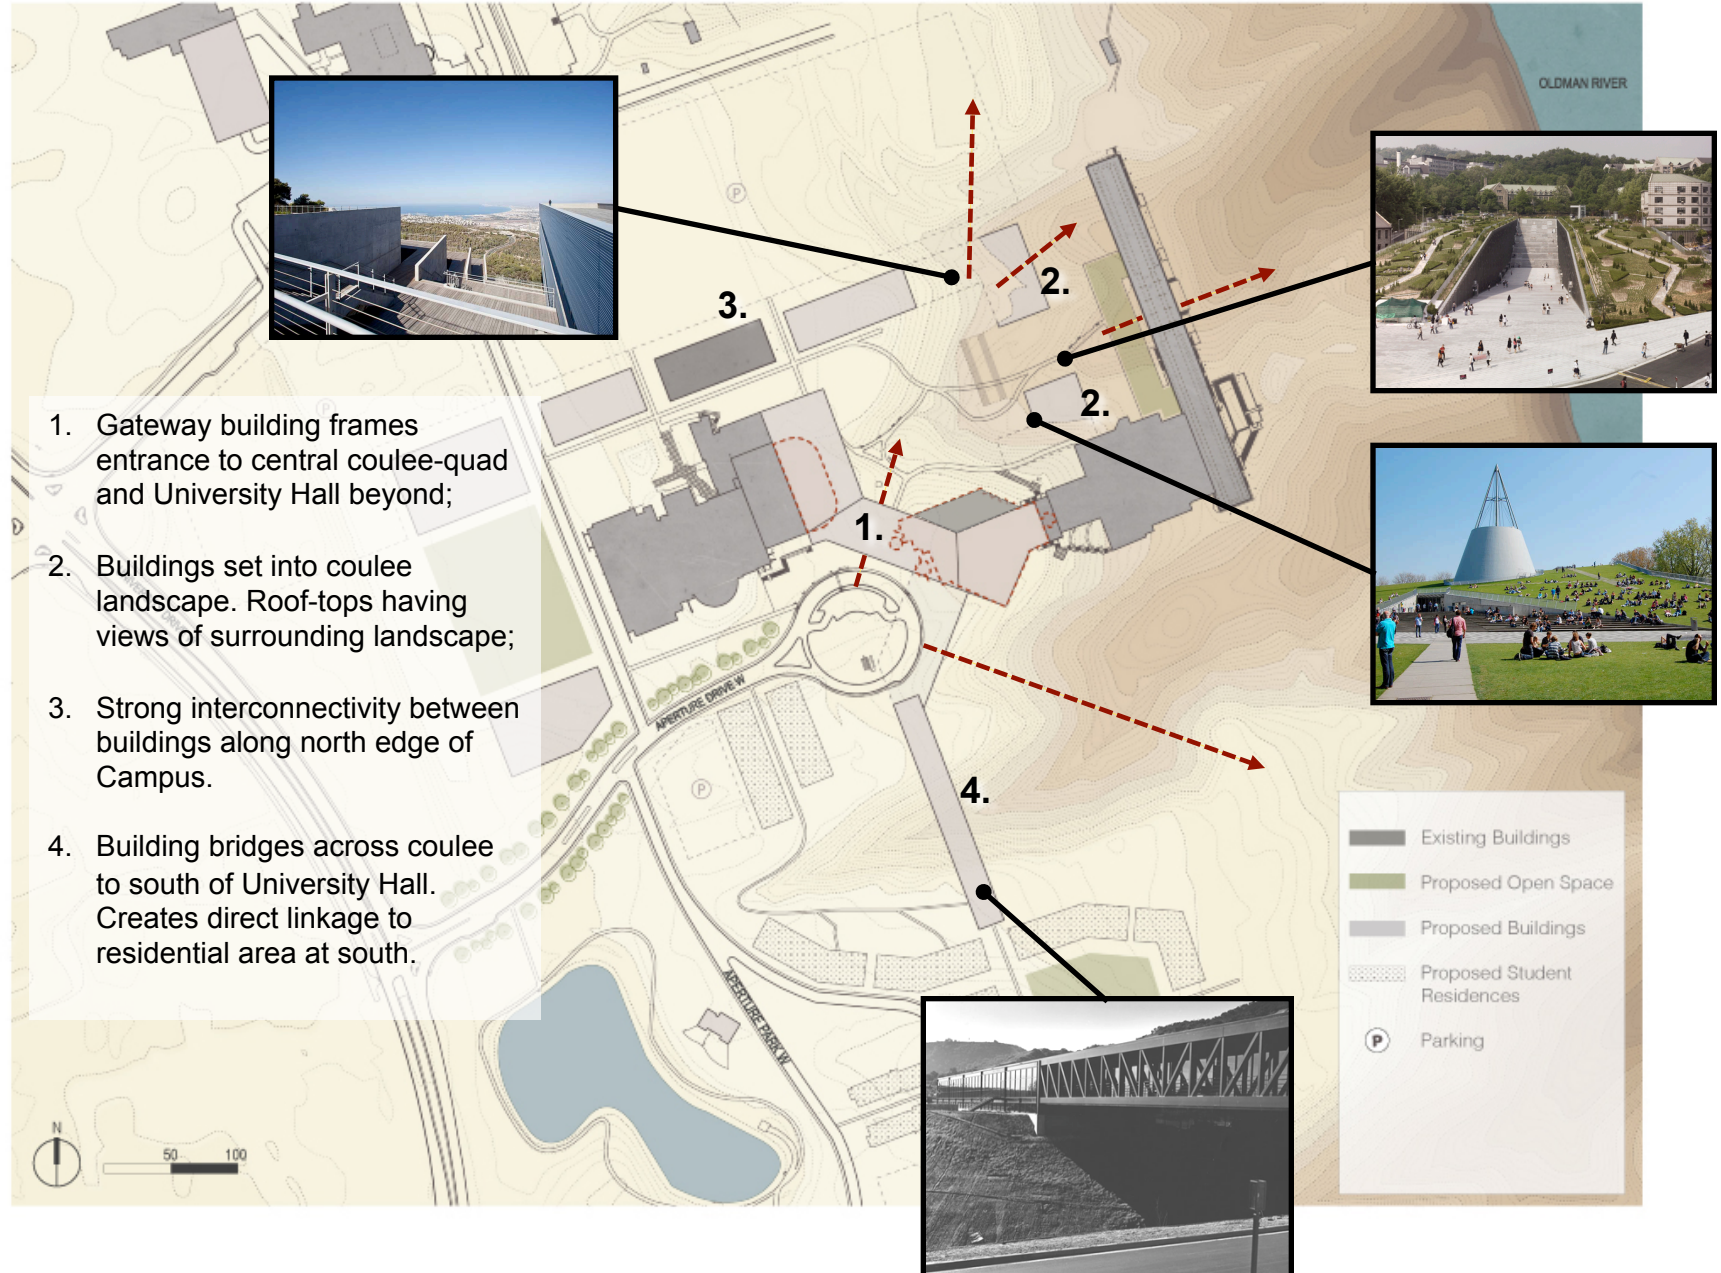 OLDMAN RIVER
P
2.
3.
2.
P
1. Gateway building frames
entrance to central coulee-quad
and University Hall beyond;
1.
2. Buildings set into coulee
landscape. Roof-tops having
views of surrounding landscape;
3. Strong interconnectivity between
buildings along north edge of
Campus.
APERTURE DRIVE W
P
4.
4. Building bridges across coulee
to south of University Hall.
Creates direct linkage to
residential area at south.
APERTURE PARK W
Existing Buildings
Proposed Open Space
Proposed Buildings
Proposed Student
Residences
P Parking
N
50 100